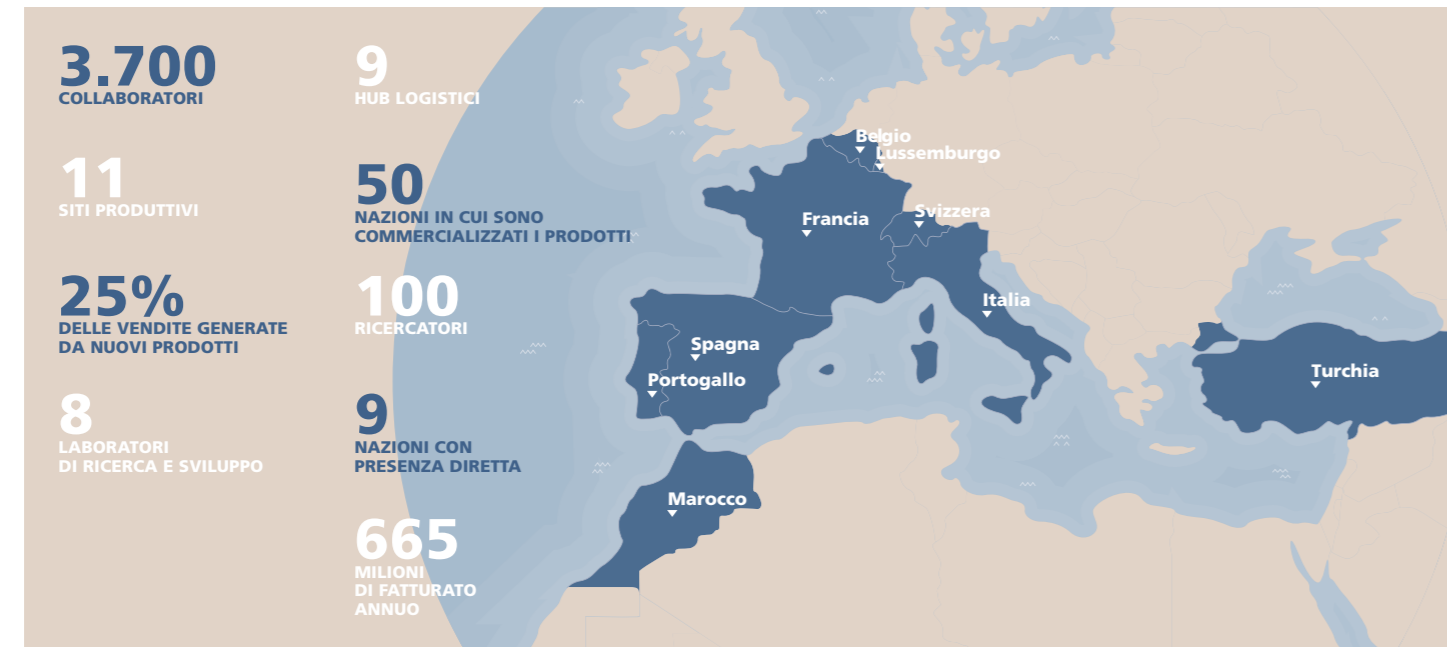 3.700
COLLABORATORI
9
HUB LOGISTICI
11
SITI PRODUTTIVI
50
NAZIONI IN CUI SONO
COMMERCIALIZZATI I PRODOTTI
25%
DELLE VENDITE GENERATE
DA NUOVI PRODOTTI
100
RICERCATORI
8
LABORATORI
DI RICERCA E SVILUPPO
9
NAZIONI CON
PRESENZA DIRETTA
665
MILIONI
DI FATTURATO
ANNUO
Belgio
Lussemburgo
Francia
Svizzera
Italia
Spagna
Portogallo
Turchia
Marocco